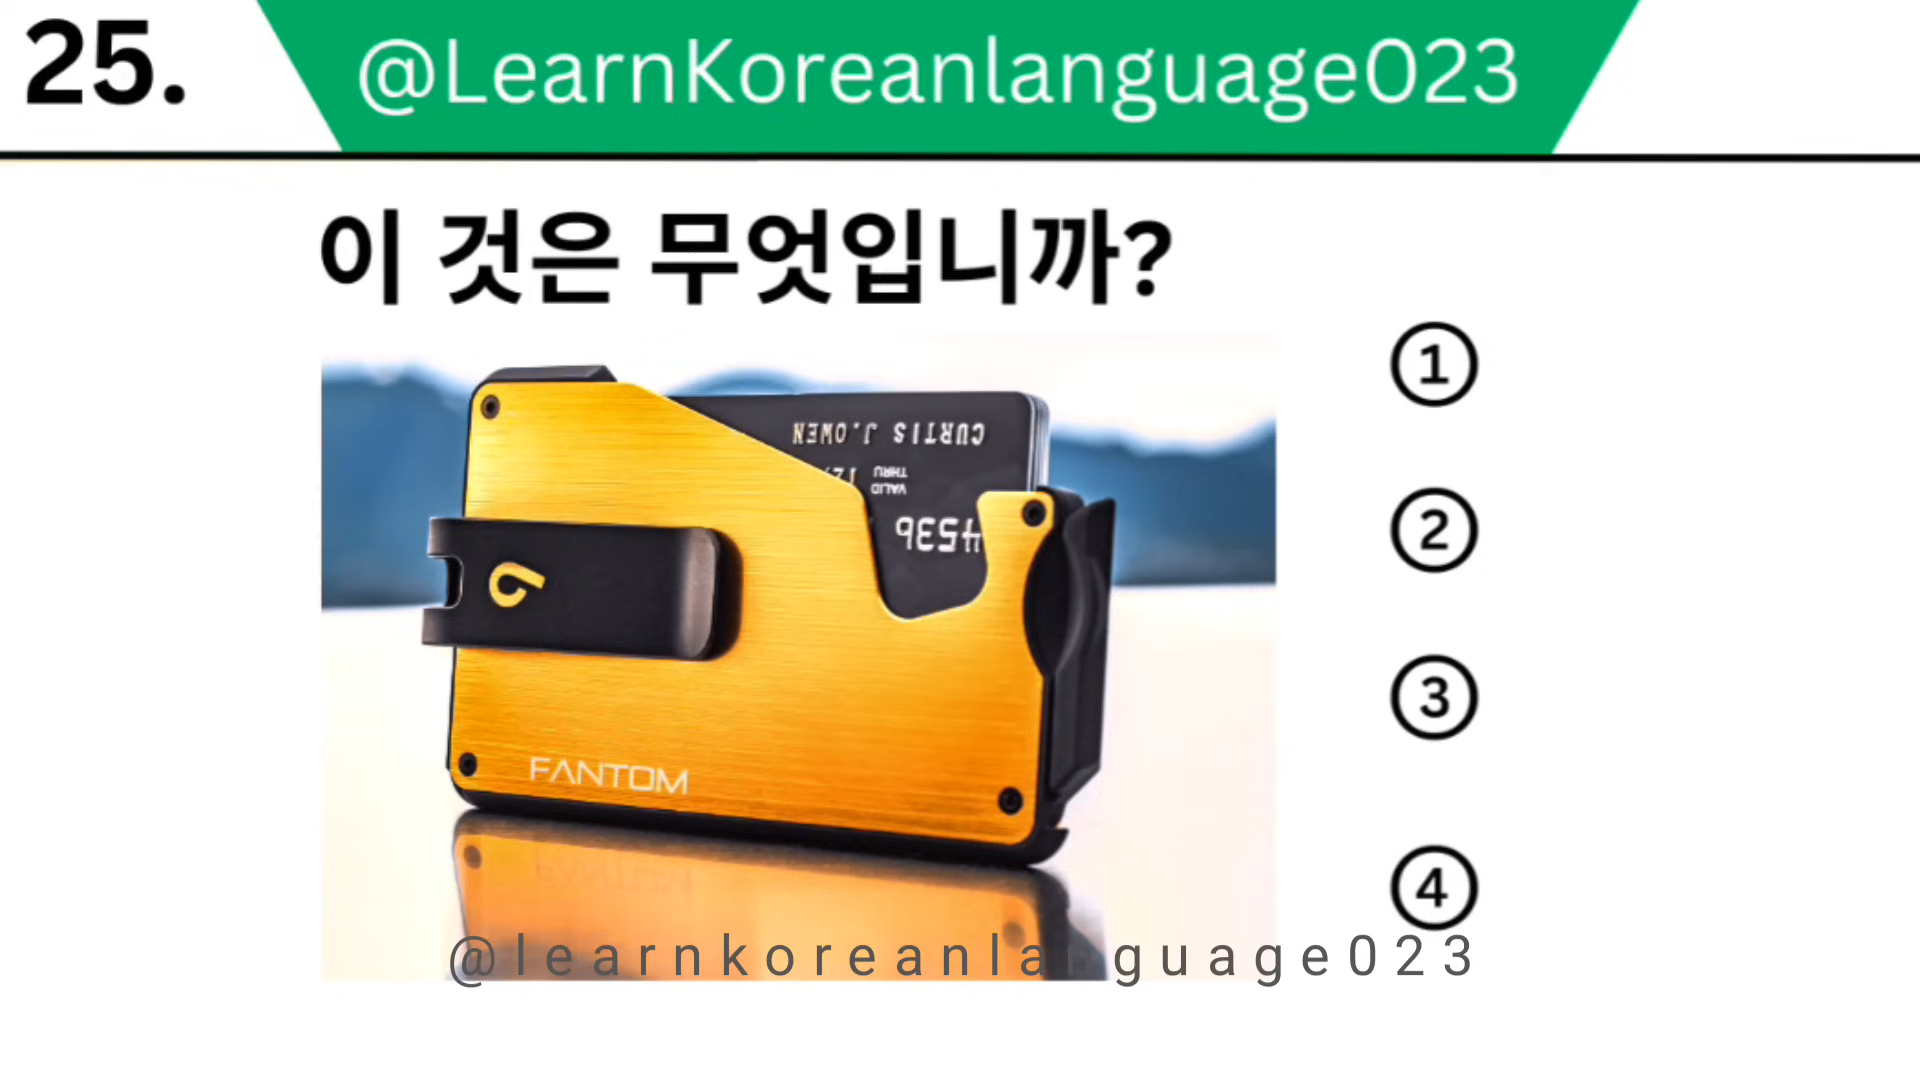 25.
@LearnKoreanlanguage023
이 것은 무엇입니까?
①
②
③
④
CURTIS J.OWEN
VALID
THRU
4536
FANTOM
@learnkoreanlanguage023